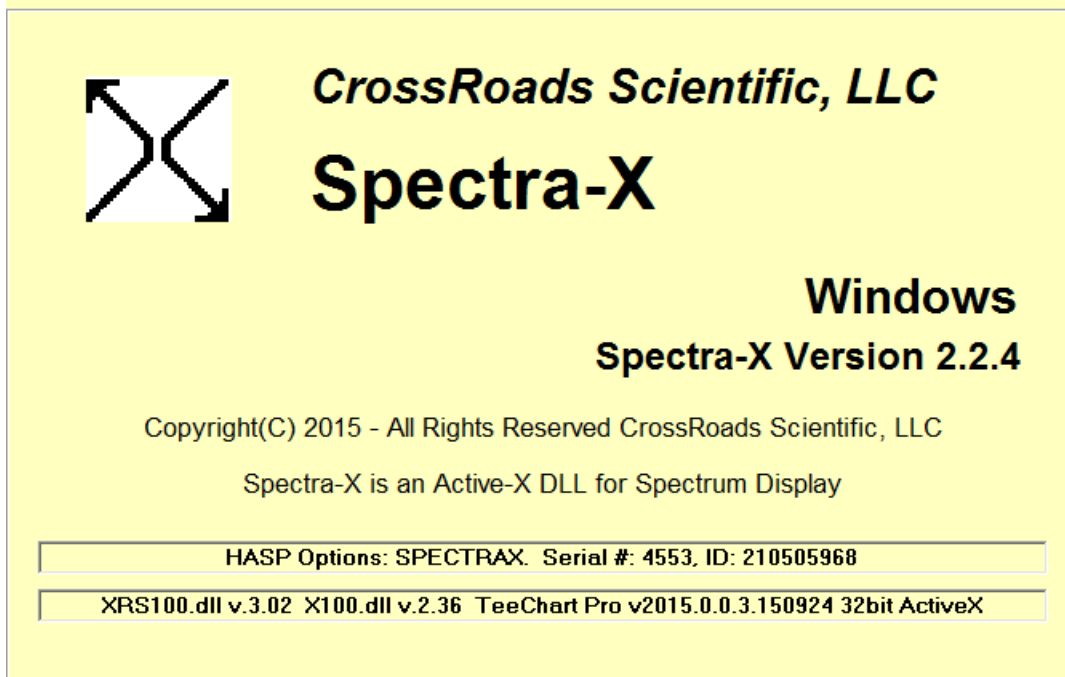 CrossRoads Scientific, LLC
Spectra-X
Windows
Spectra-X Version 2.2.4
Copyright(C) 2015 - All Rights Reserved CrossRoads Scientific, LLC
Spectra-X is an Active-X DLL for Spectrum Display
HASP Options: SPECTRAX.  Serial #: 4553, ID: 210505968
XRS100.dll v.3.02  X100.dll v.2.36  TeeChart Pro v2015.0.0.3.150924 32bit ActiveX